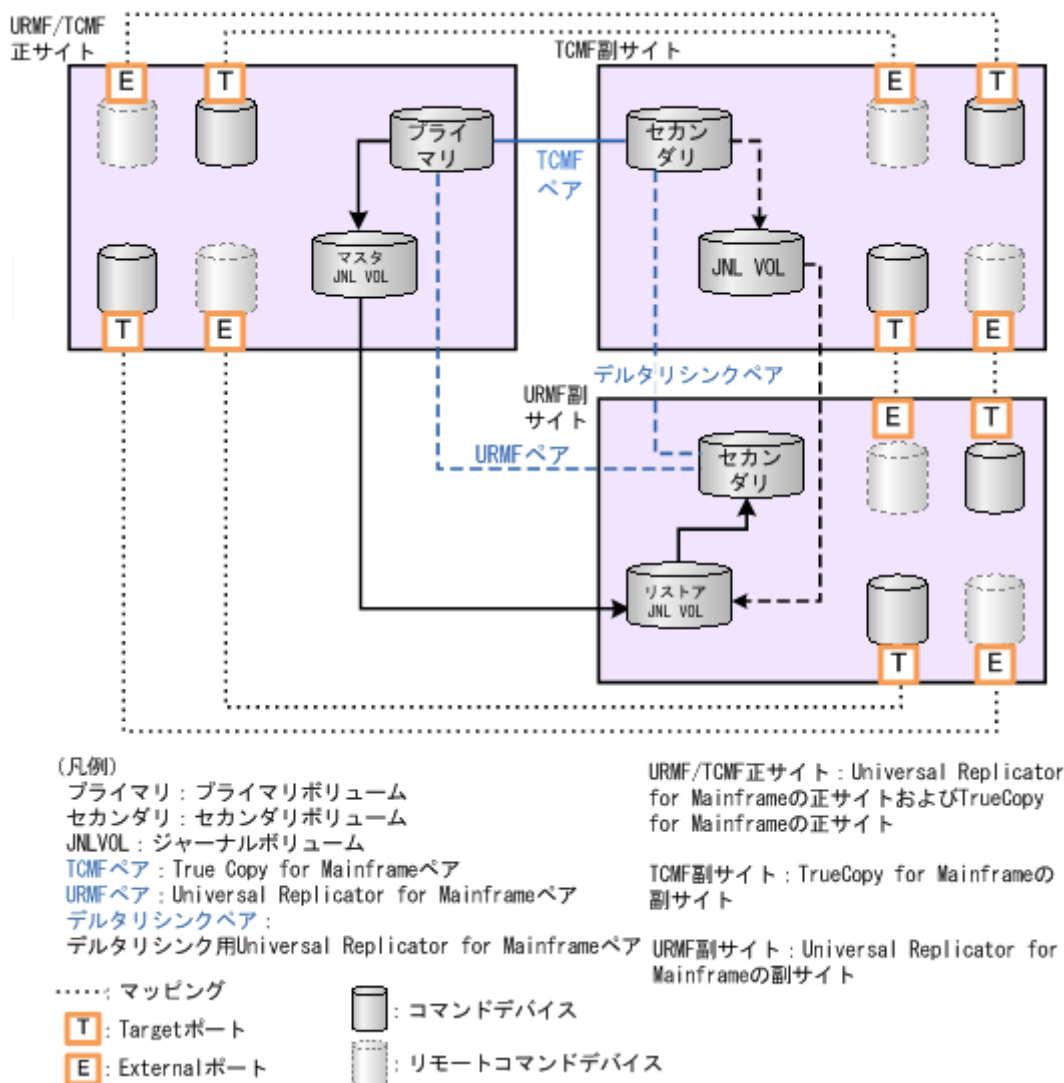 URMF/TCMF
正サイト
TCMF副サイト
E
T
E
T
プライ
マリ
セカン
ダリ
TCMF
ペア
マスタ
JNL VOL
JNL VOL
T
E
T
E
デルタリシンクペア
URMF副
サイト
E
T
URMFペア
セカン
ダリ
リストア
JNL VOL
T
E
(凡例)
プライマリ：プライマリボリューム
セカンダリ：セカンダリボリューム
JNLVOL：ジャーナルボリューム
TCMFペア：True Copy for Mainframeペア
URMFペア：Universal Replicator for Mainframeペア
デルタリシンクペア：
デルタリシンク用Universal Replicator for Mainframeペア
URMF/TCMF正サイト：Universal Replicator
for Mainframeの正サイトおよびTrueCopy
for Mainframeの正サイト
TCMF副サイト：TrueCopy for Mainframeの
副サイト
URMF副サイト：Universal Replicator for
Mainframeの副サイト
：マッピング
T：Targetポート
E：Externalポート
：コマンドデバイス
：リモートコマンドデバイス